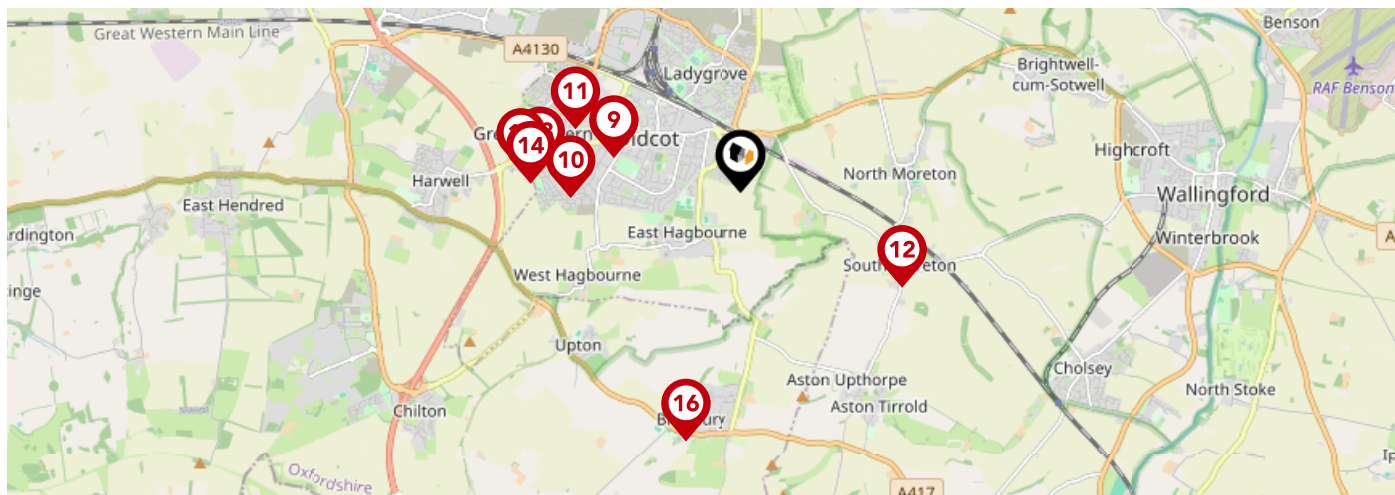 Benson
Great Western Main Line
A4130
Ladygrove
Brightwell-
cum-Sotwell
RAF Benson
11
9
14
10
Highcroft
North Moreton
Harwell
Wallingford
East Hendred
East Hagbourne
Winterbrook
12
West Hagbourne
Upton
Cholsey
Aston Upthorpe
North Stoke
16
Aston Tirrold
Chilton
Oxfordshire
A417